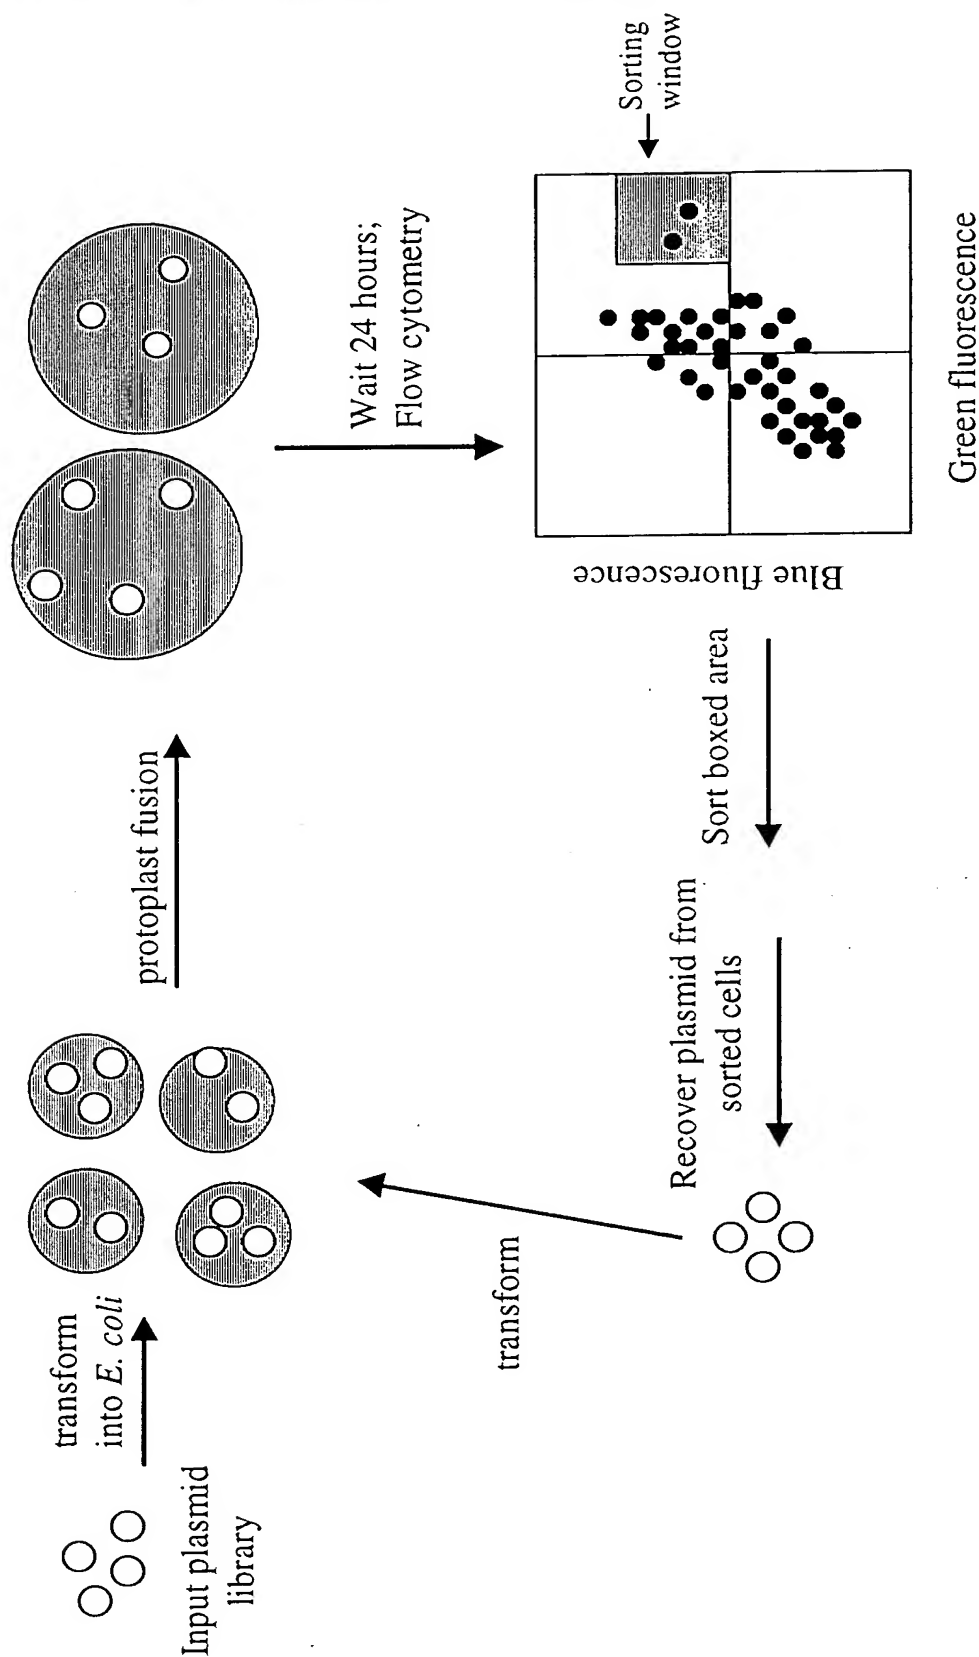 Input plasmid
library
transform
into E. coli
protoplast fusion
Wait 24 hours;
Flow cytometry
Sorting
window
Blue fluorescence
Green fluorescence
Sort boxed area
Recover plasmid from
sorted cells
transform